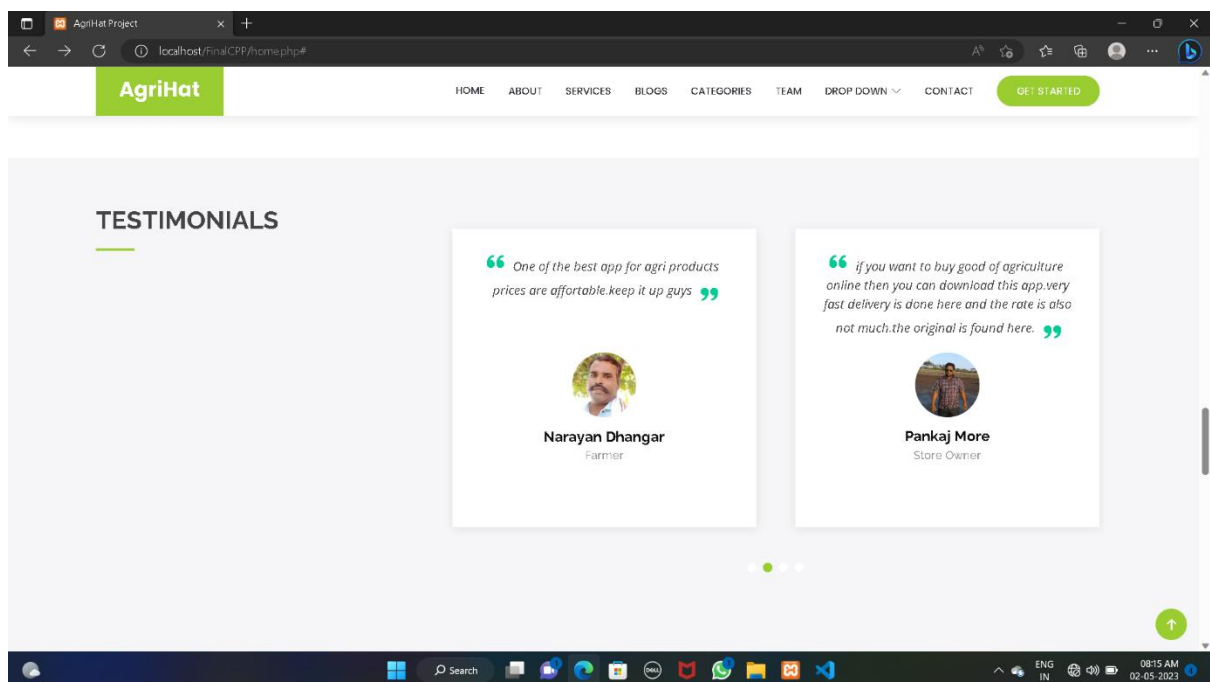 AgriHat Project
localhost/FinalCPP/home.php#
AgriHat
HOME ABOUT SERVICES BLOGS CATEGORIES TEAM DROP DOWN CONTACT GET STARTED
TESTIMONIALS
One of the best app for agri products
prices are affortable.keep it up guys
Narayan Dhangar
Farmer
if you want to buy good of agriculture
online then you can download this app.very
fast delivery is done here and the rate is also
not much.the original is found here.
Pankaj More
Store Owner
Search
DELL
ENG
IN
08:15 AM
02-05-2023